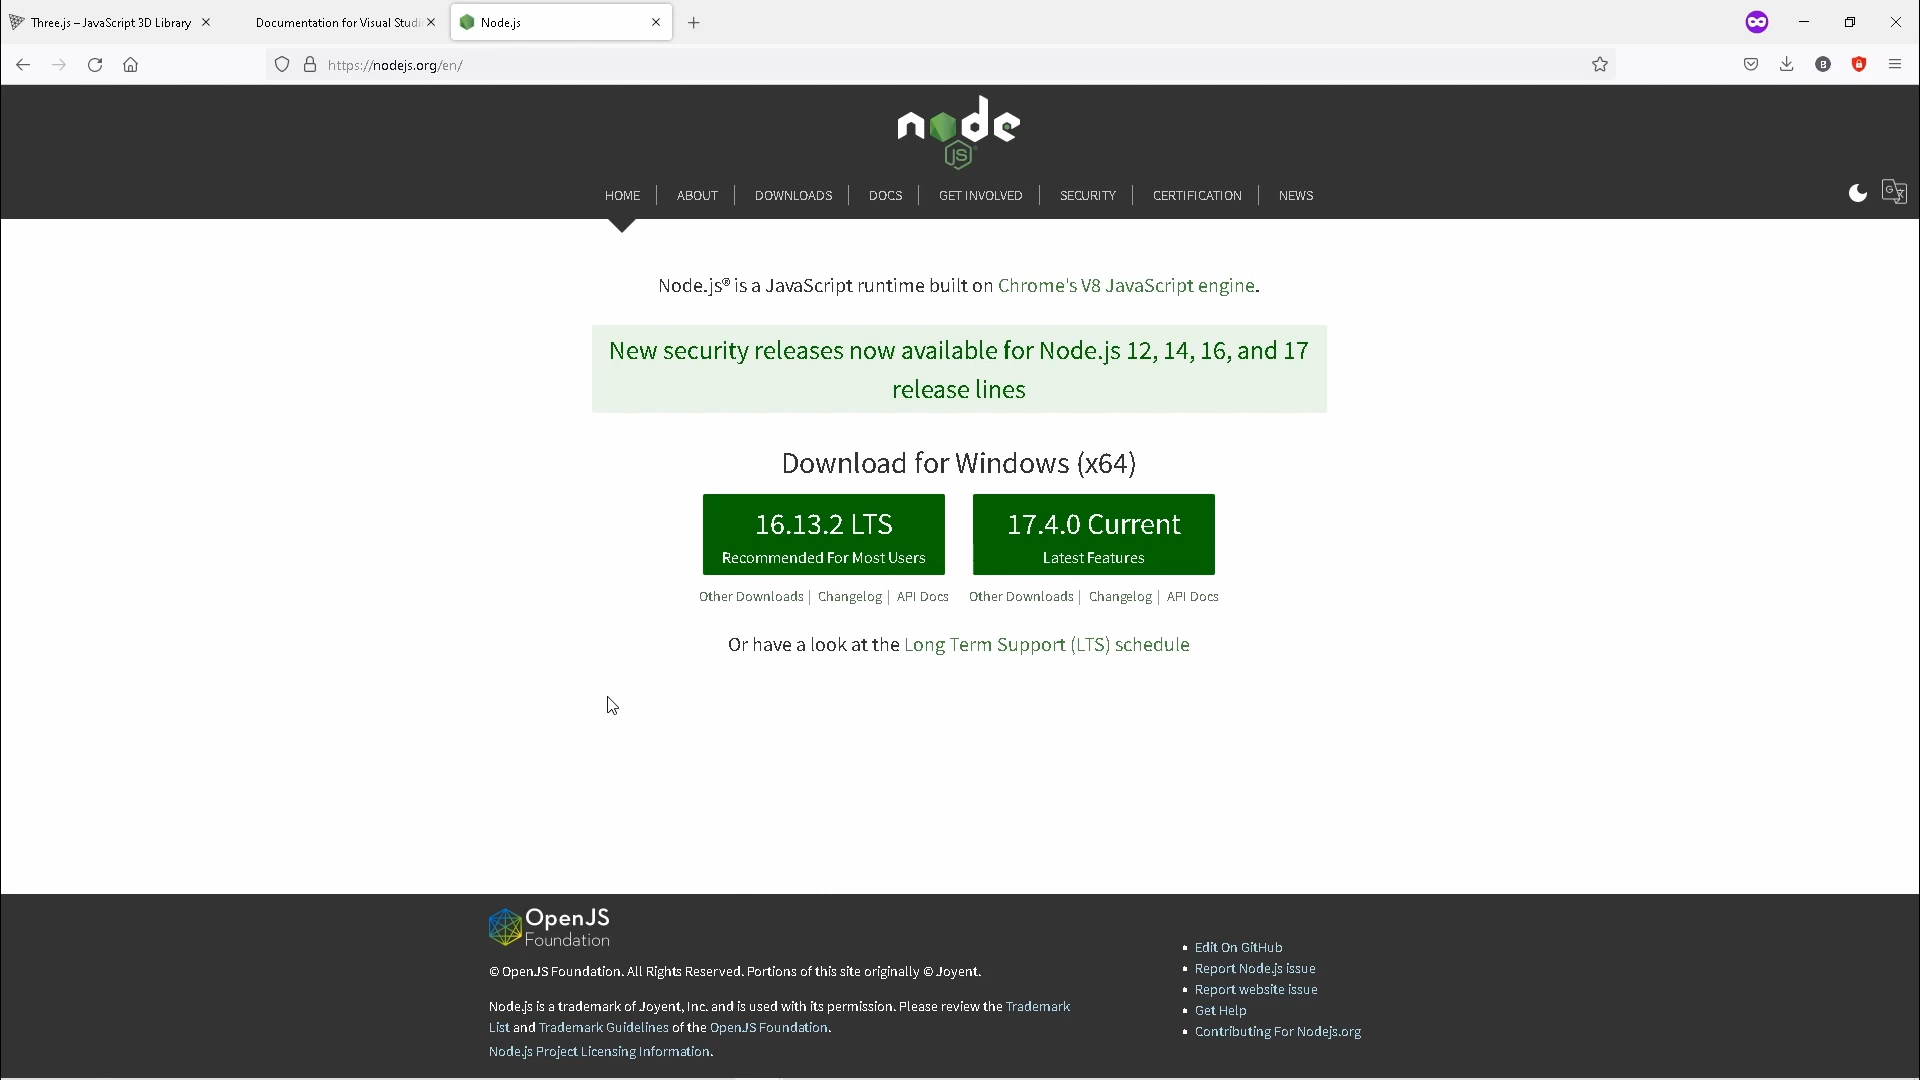 Three.js – JavaScript 3D Library
Documentation for Visual Studi
Node.js
https://nodejs.org/en/
node
JS
HOME
ABOUT
DOWNLOADS
DOCS
GET INVOLVED
SECURITY
CERTIFICATION
NEWS
Node.js® is a JavaScript runtime built on Chrome's V8 JavaScript engine.
New security releases now available for Node.js 12, 14, 16, and 17
release lines
Download for Windows (x64)
16.13.2 LTS
Recommended For Most Users
17.4.0 Current
Latest Features
Other Downloads | Changelog | API Docs
Other Downloads | Changelog | API Docs
Or have a look at the Long Term Support (LTS) schedule
OpenJS
Foundation
© OpenJS Foundation. All Rights Reserved. Portions of this site originally © Joyent.
Node.js is a trademark of Joyent, Inc. and is used with its permission. Please review the Trademark
List and Trademark Guidelines of the OpenJS Foundation.
Node.js Project Licensing Information.
Edit On GitHub
Report Node.js issue
Report website issue
Get Help
Contributing For Nodejs.org